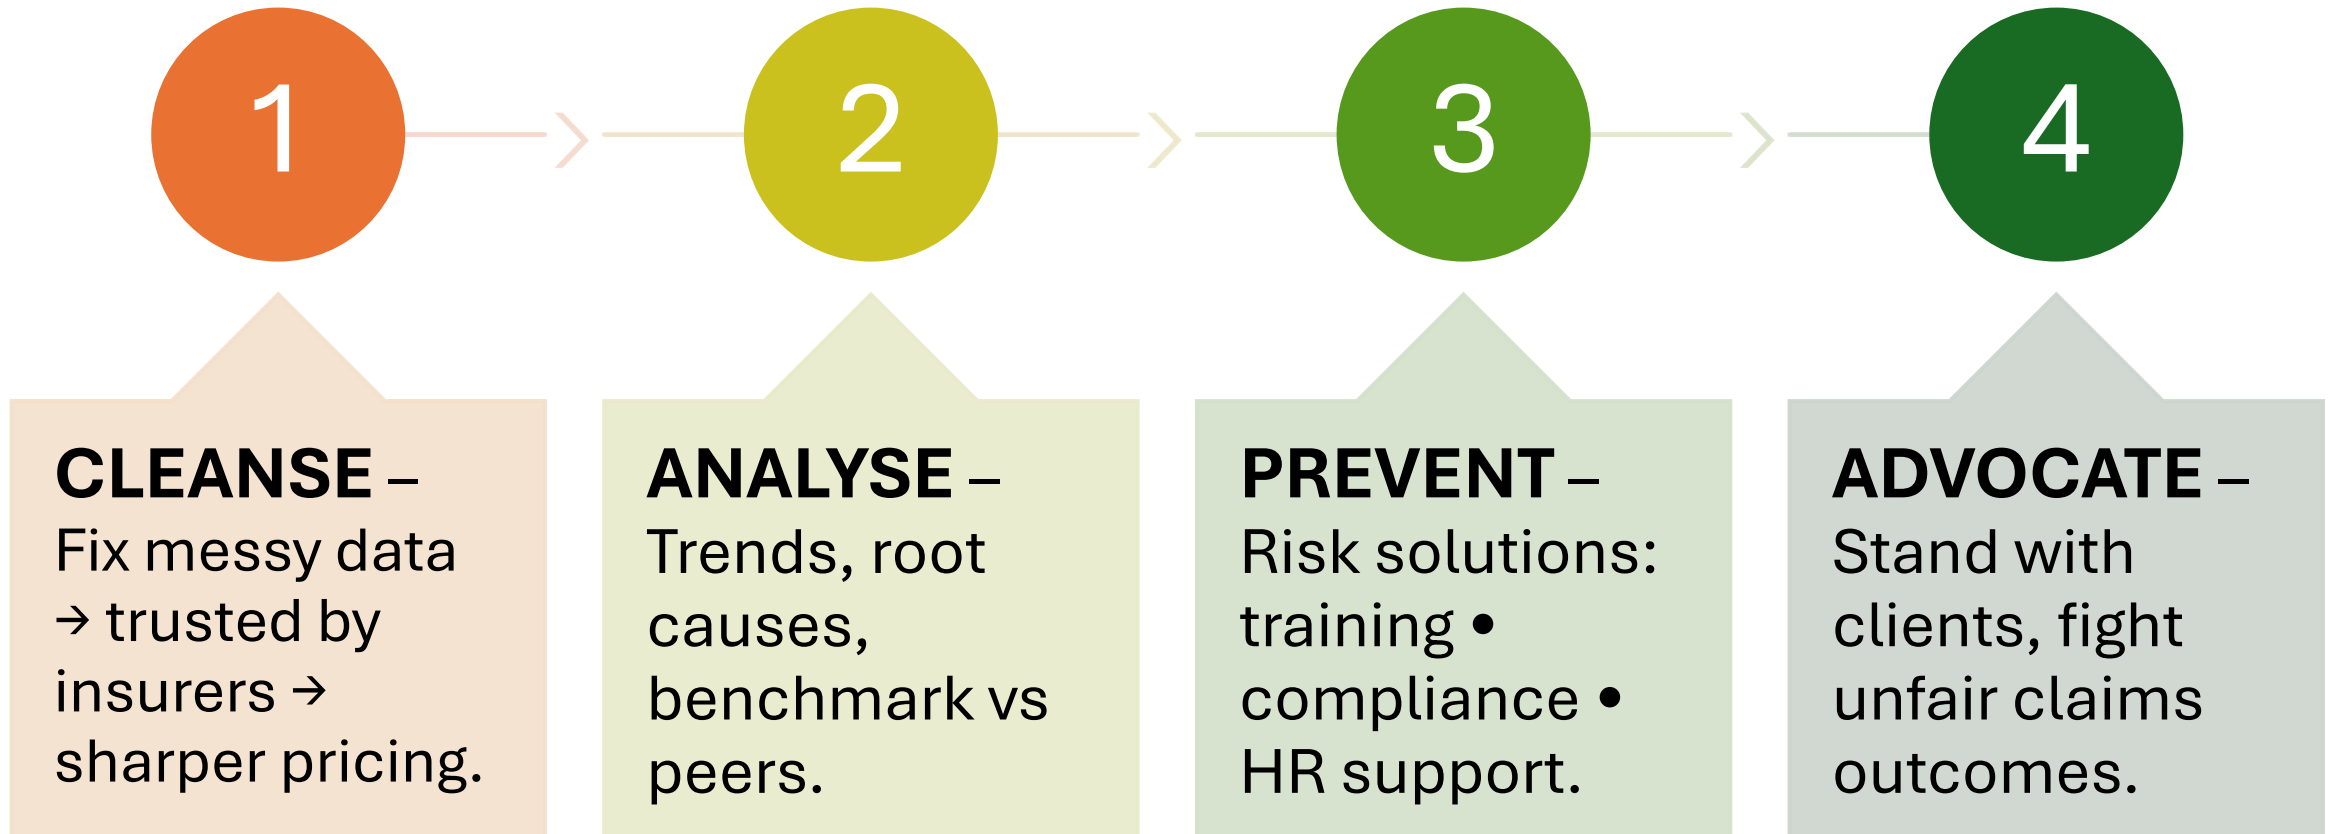 1
2
3
4
CLEANSE –
Fix messy data
→ trusted by
insurers →
sharper pricing.
ANALYSE –
Trends, root
causes,
benchmark vs
peers.
PREVENT –
Risk solutions:
training •
compliance •
HR support.
ADVOCATE –
Stand with
clients, fight
unfair claims
outcomes.